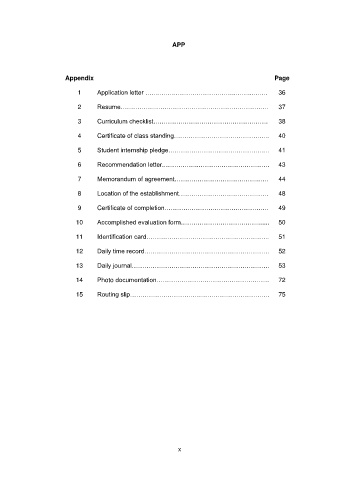 APP
Appendix Page
1 Application letter …………………………………………………… 36
2 Resume………………………………………………………………… 37
3 Curriculum checklist………………………………………………… 38
4 Certificate of class standing………………………………………… 40
5 Student internship pledge…………………………………………… 41
6 Recommendation letter……………………………………………… 43
7 Memorandum of agreement………………………………………… 44
8 Location of the establishment……………………………………… 48
9 Certificate of completion…………………………………………… 49
10 Accomplished evaluation form……………………………………… 50
11 Identification card…………………………………………………… 51
12 Daily time record……………………………………………………… 52
13 Daily journal…………………………………………………………… 53
14 Photo documentation………………………………………………… 72
15 Routing slip…………………………………………………………… 75
x